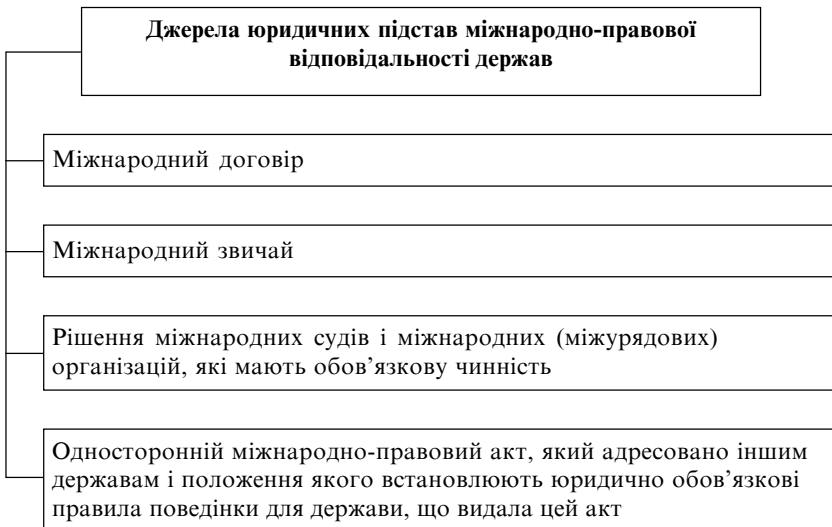 Джерела юридичних підстав міжнародно-правової
відповідальності держав
Міжнародний договір
Міжнародний звичай
Рішення міжнародних судів і міжнародних (міжурядових)
організацій, які мають обов’язкову чинність
Односторонній міжнародно-правовий акт, який адресовано іншим
державам і положення якого встановлюють юридично обов’язкові
правила поведінки для держави, що видала цей акт